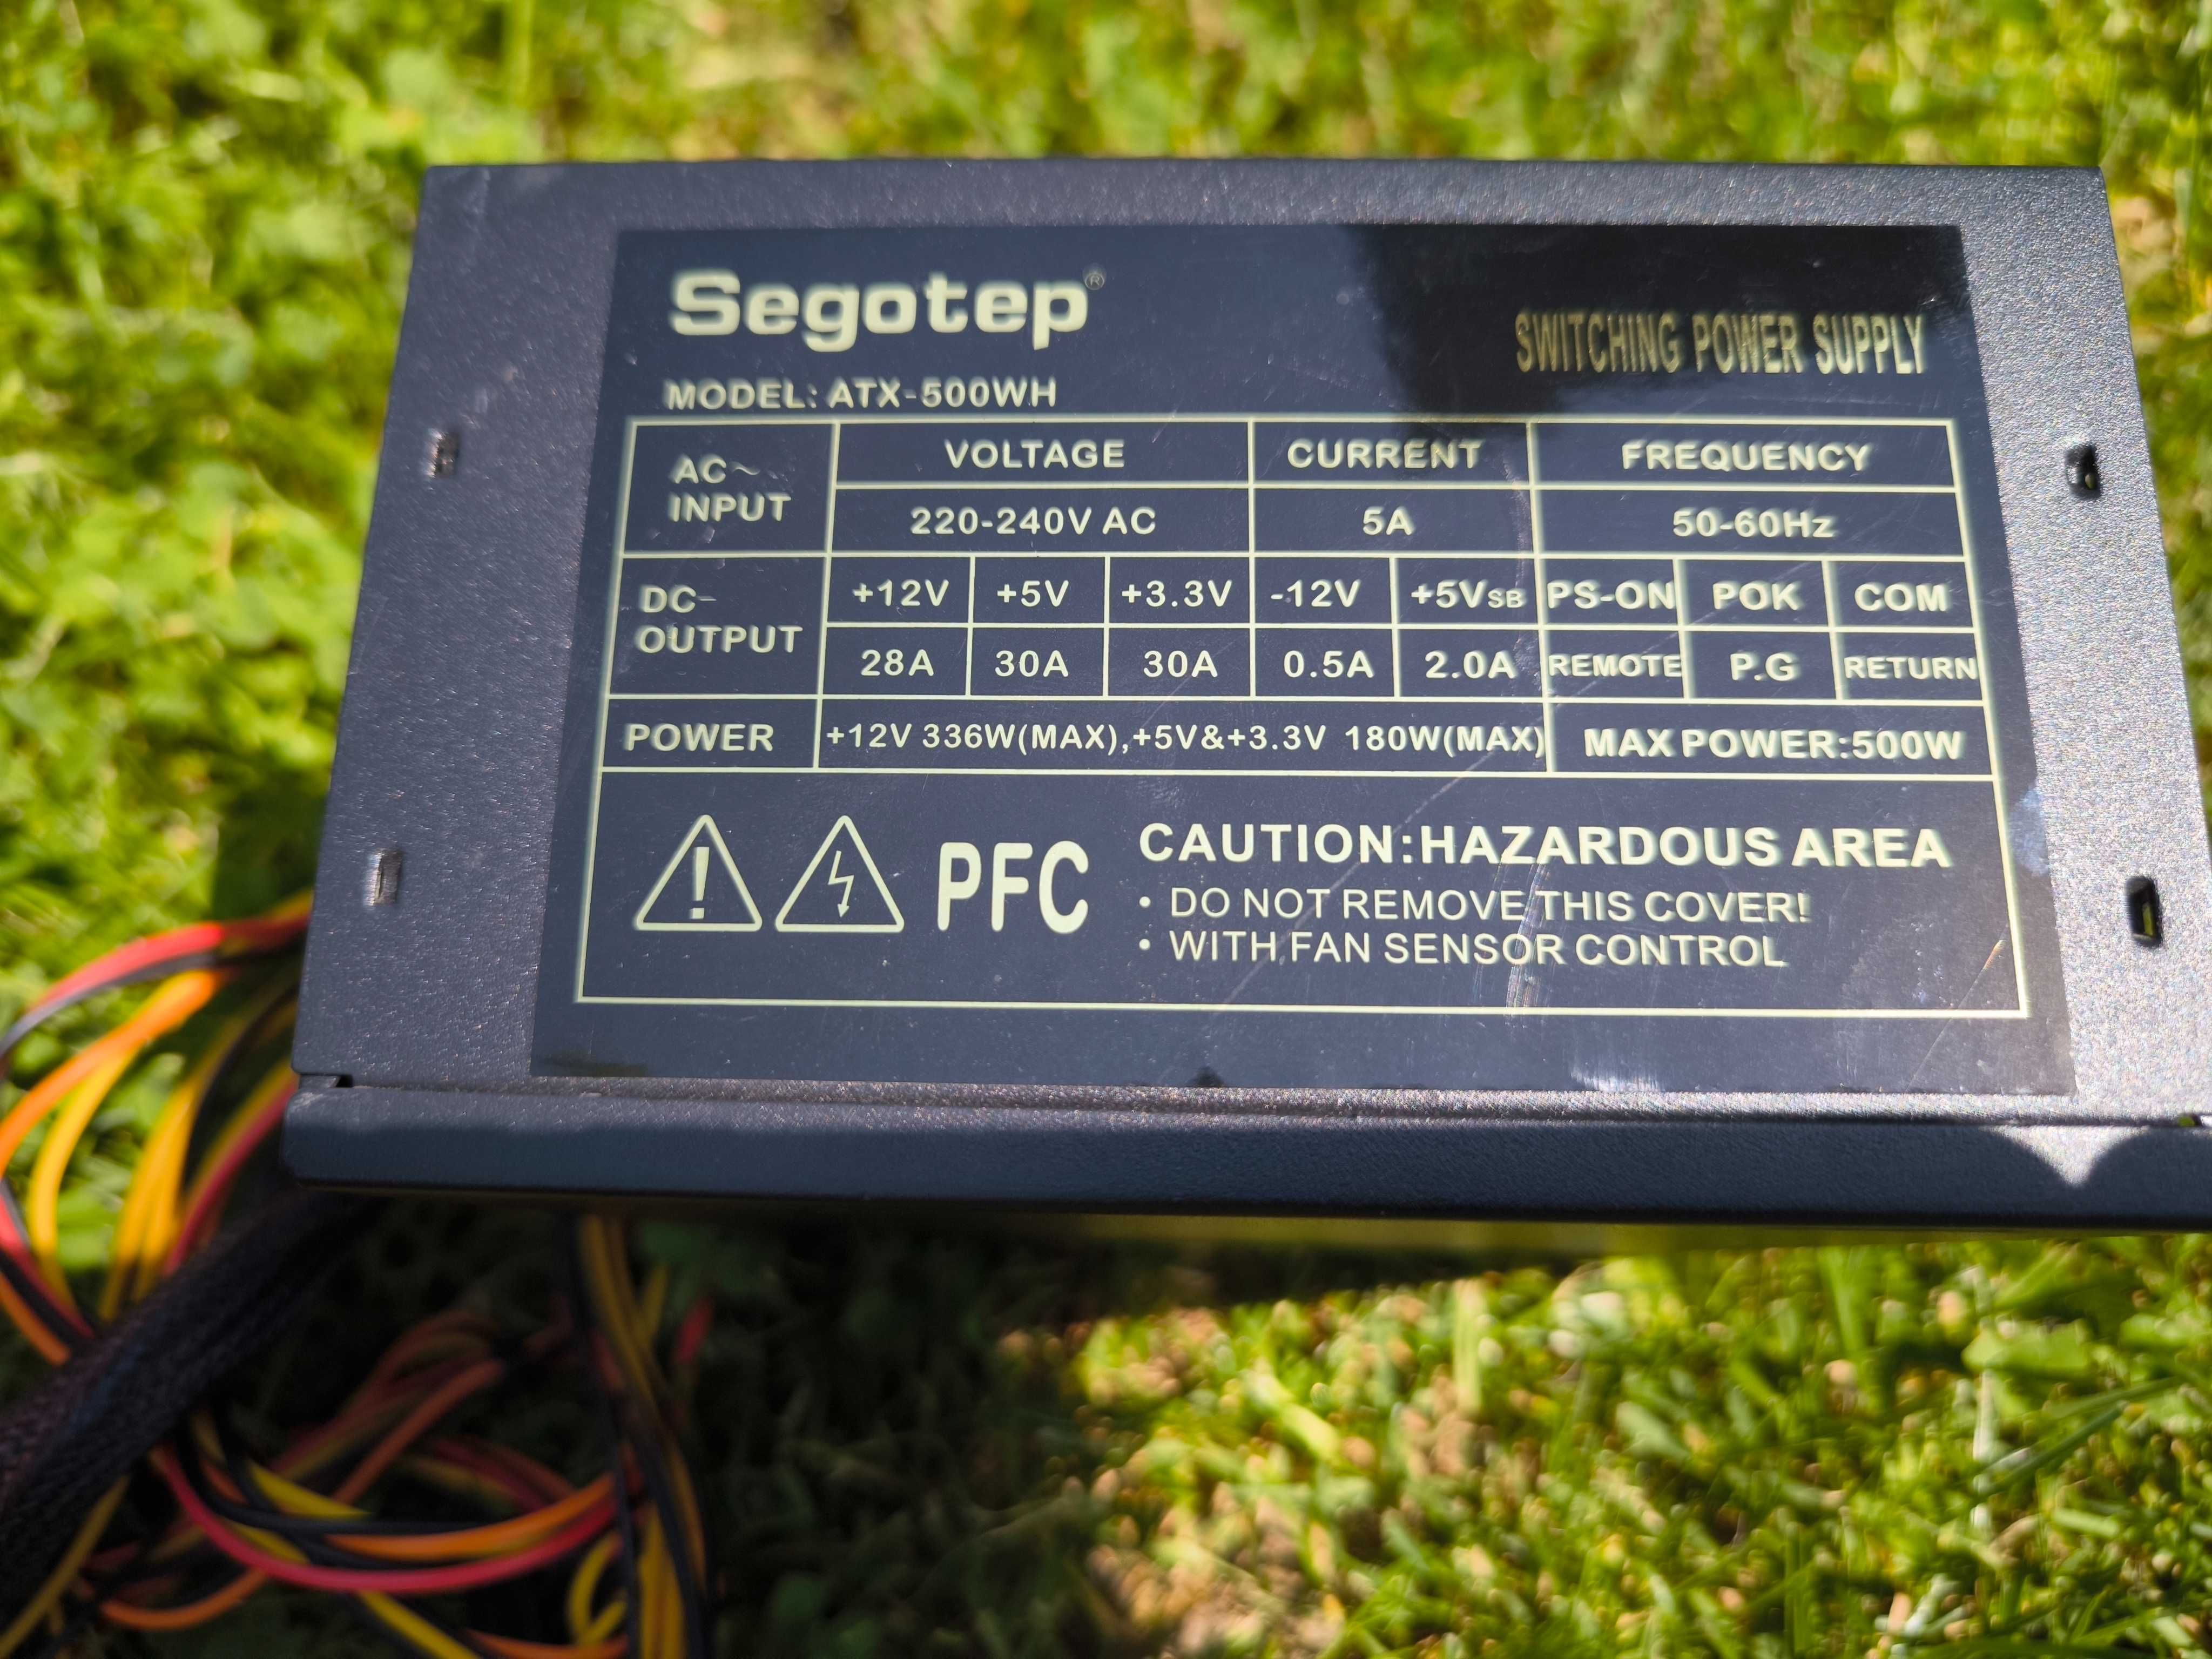 Segotep®
SWITCHING POWER SUPPLY
MODEL: ATX-500WH
AC~ INPUT
VOLTAGE CURRENT FREQUENCY
220-240V AC 5A 50-60Hz
DC- OUTPUT
+12V +5V +3.3V -12V +5VSB PS-ON POK COM
28A 30A 30A 0.5A 2.0A REMOTE P.G RETURN
POWER +12V 336W(MAX),+5V&+3.3V 180W(MAX) MAX POWER:500W
PFC
CAUTION:HAZARDOUS AREA
• DO NOT REMOVE THIS COVER!
• WITH FAN SENSOR CONTROL